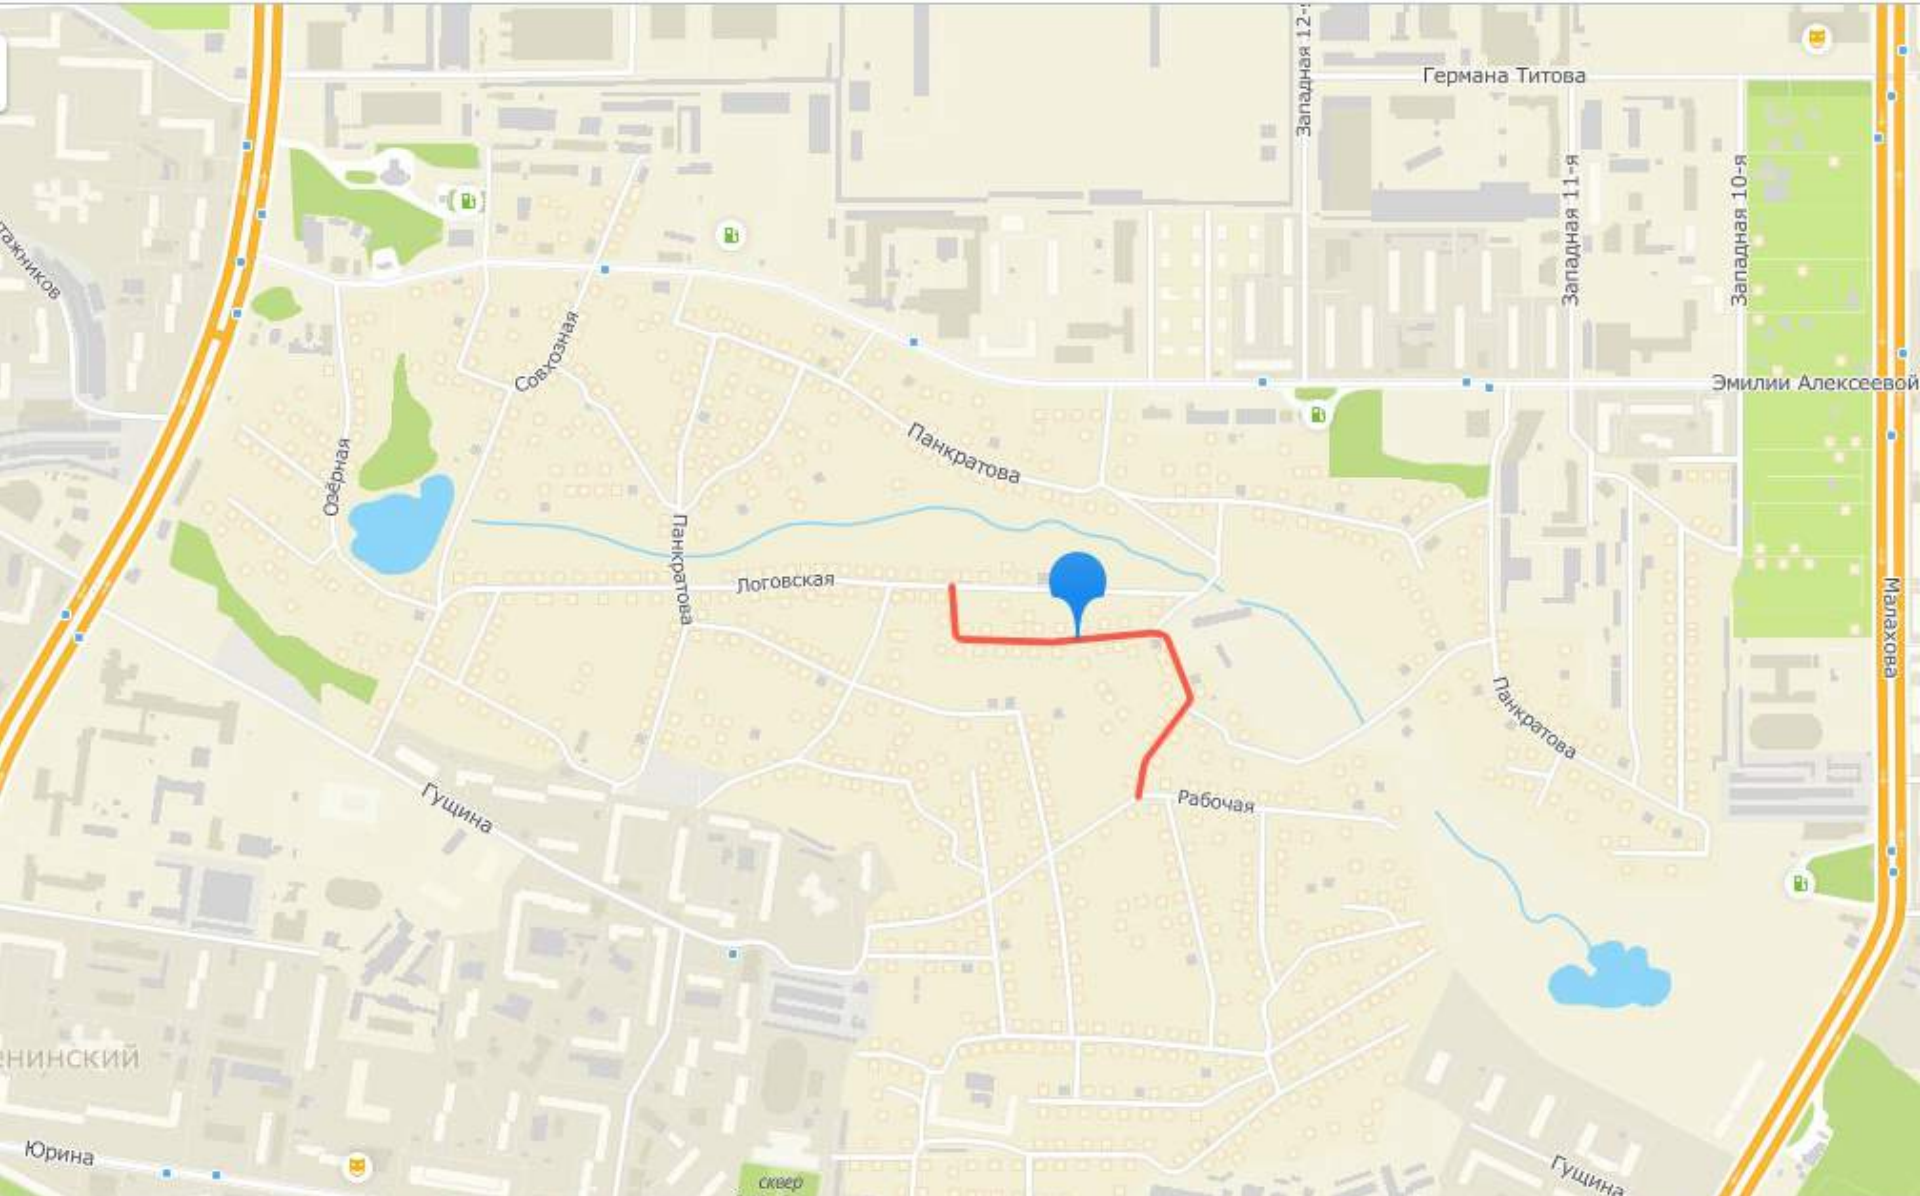 Западная 12-я
Германа Титова
Западная 11-я
Западная 10-я
Совхозная
Эмилии Алексеевой
Панкратова
Озёрная
Панкратова
Логовская
Малахова
Панкратова
Гущина
Рабочая
Юрина
сквер
Гущина